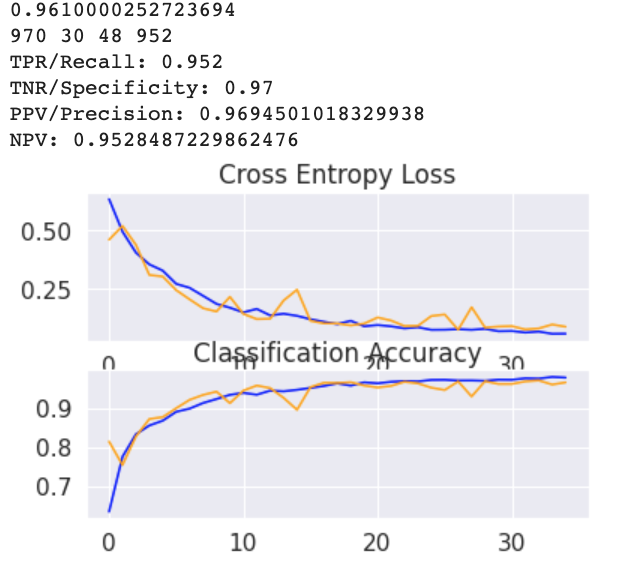 0.9610000252723694
970 30 48 952
TPR/Recall: 0.952
TNR/Specificity: 0.97
PPV/Precision: 0.9694501018329938
NPV: 0.9528487229862476
Cross Entropy Loss
0.50
0.25
0 10 20 30
Classification Accuracy
0.9
0.8
0.7
0 10 20 30